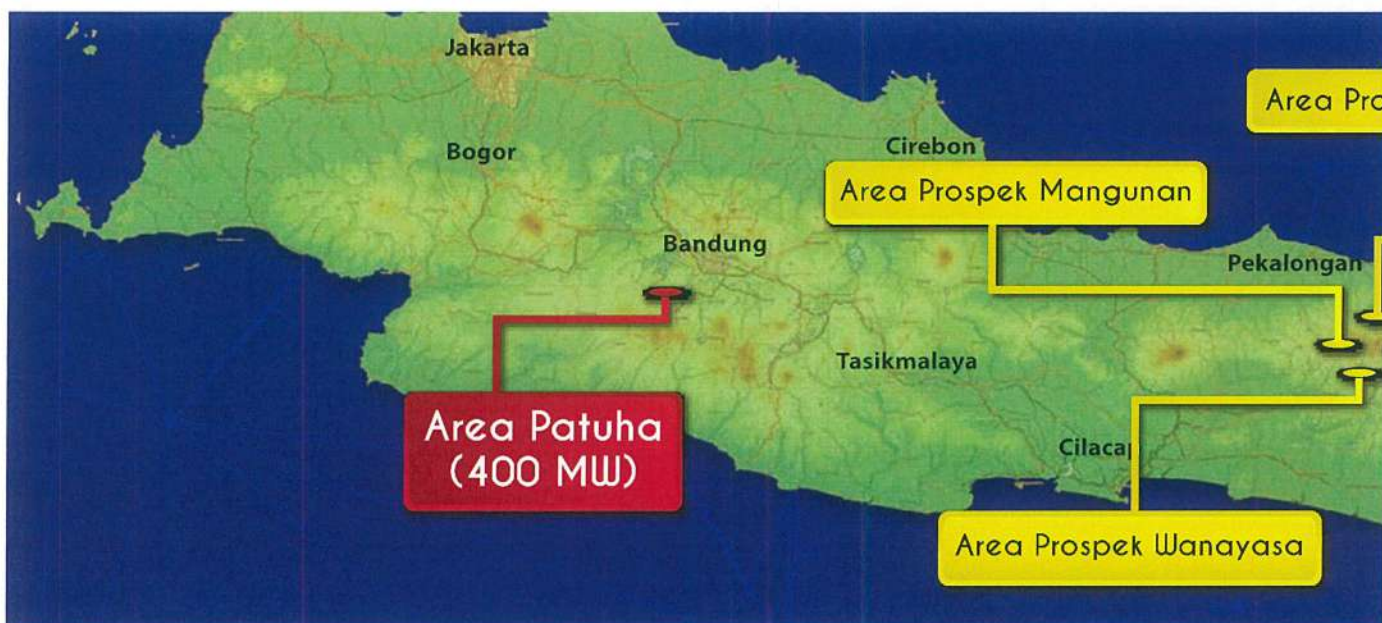 Jakarta
Area Pro
Bogor
Cirebon
Area Prospek Mangunan
Bandung
Pekalongan
Tasikmalaya
Area Patuha
(400 MW)
Cilacap
Area Prospek Wanayasa